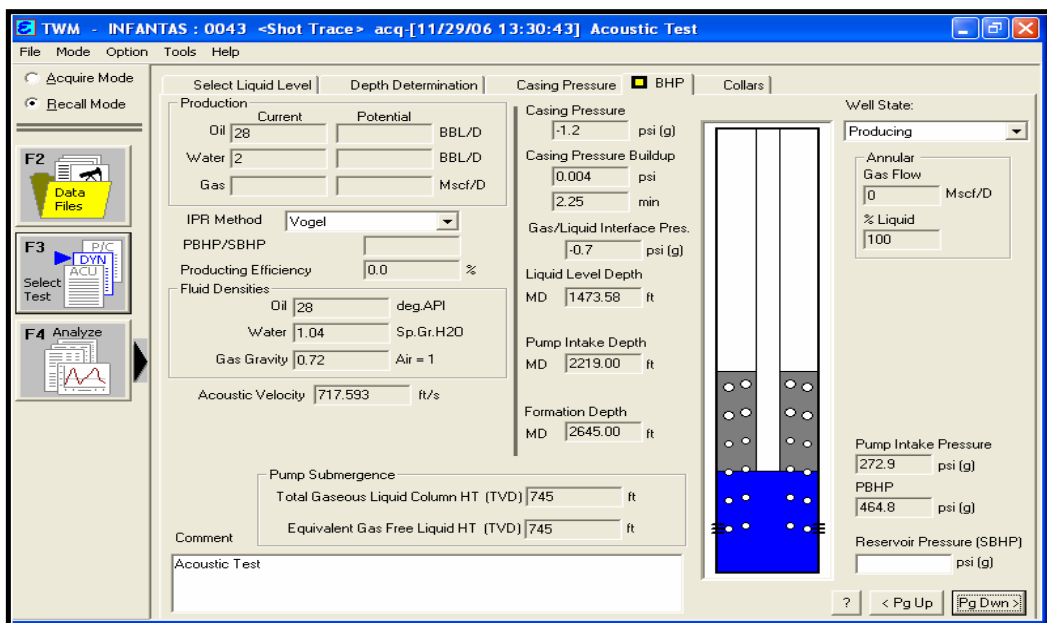 TWM - INFANTAS : 0043 <Shot Trace> acq-[11/29/06 13:30:43] Acoustic Test
File Mode Option Tools Help
Acquire Mode
Recall Mode
F2
Data
Files
F3
P/C
DYN
ACU
Select
Test
F4 Analyze
Select Liquid Level
Depth Determination
Casing Pressure
BHP
Collars
Production
Current Potential
Oil 28 BBL/D
Water 2 BBL/D
Gas Mscf/D
IPR Method Vogel
PBHP/SBHP
Producting Efficiency 0.0 %
Fluid Densities
Oil 28 deg.API
Water 1.04 Sp.Gr.H2O
Gas Gravity 0.72 Air = 1
Acoustic Velocity 717.593 ft/s
Casing Pressure
-1.2 psi (g)
Casing Pressure Buildup
0.004 psi
2.25 min
Gas/Liquid Interface Pres.
-0.7 psi (g)
Liquid Level Depth
MD 1473.58 ft
Pump Intake Depth
MD 2219.00 ft
Formation Depth
MD 2645.00 ft
Pump Submergence
Total Gaseous Liquid Column HT (TVD) 745 ft
Equivalent Gas Free Liquid HT (TVD) 745 ft
Comment
Acoustic Test
Well State:
Producing
Annular
Gas Flow
0 Mscf/D
% Liquid
100
Pump Intake Pressure
272.9 psi (g)
PBHP
464.8 psi (g)
Reservoir Pressure (SBHP)
psi (g)
? < Pg Up Pg Dwn >